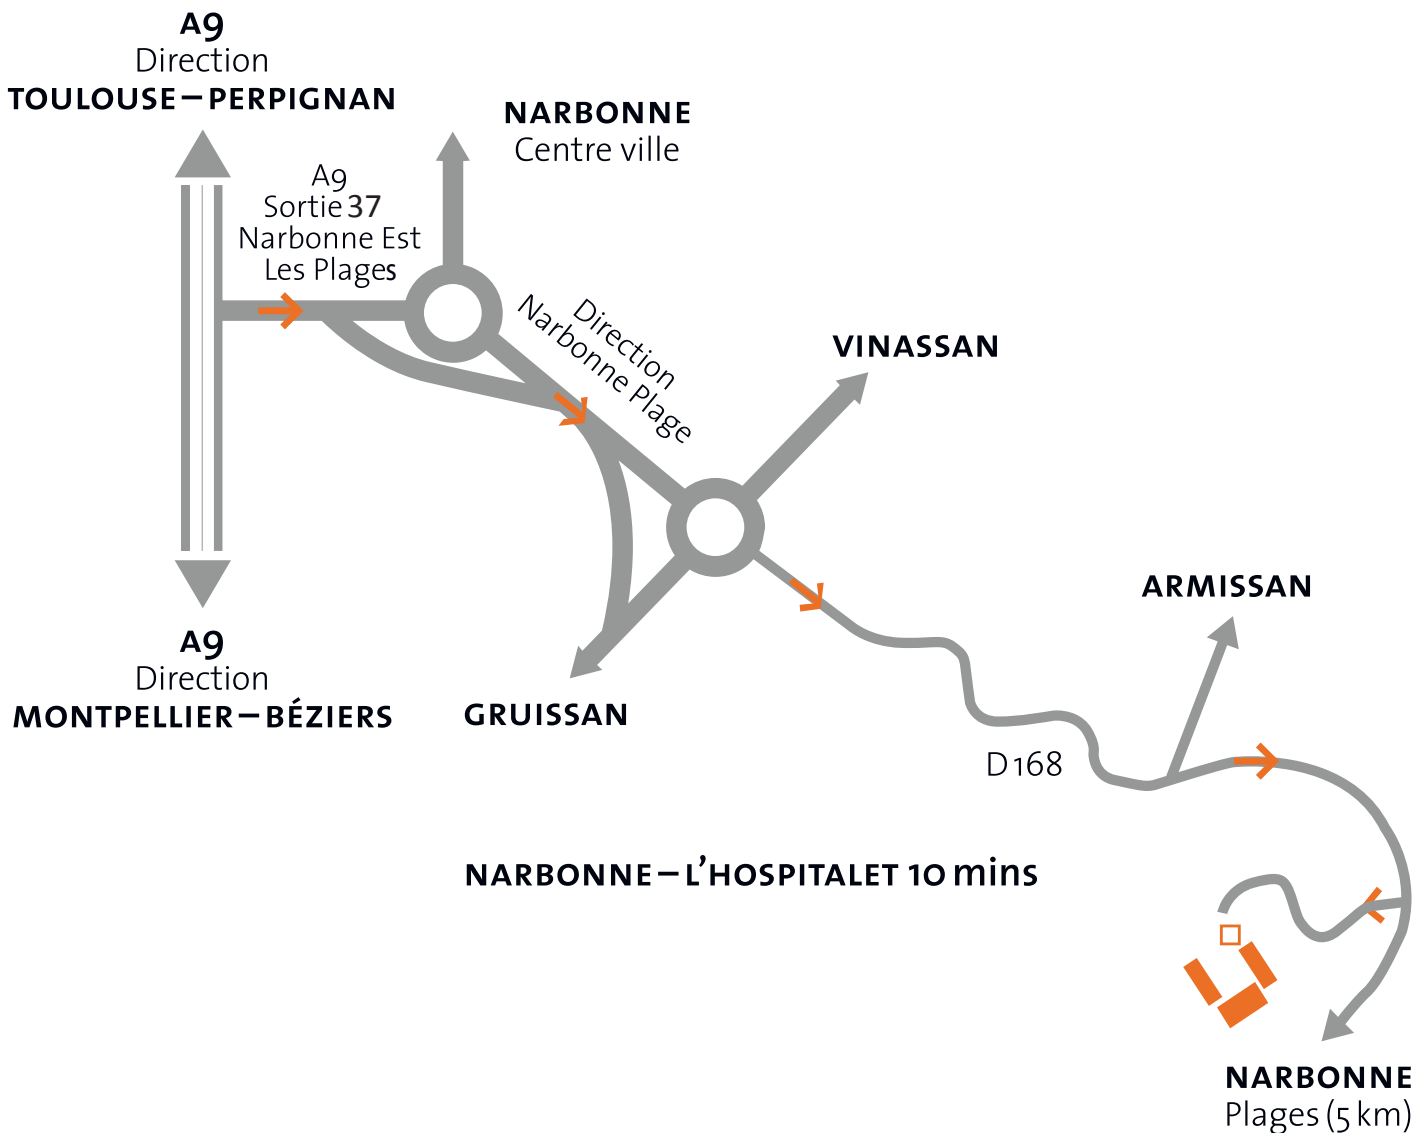 A9
Direction
TOULOUSE – PERPIGNAN
NARBONNE
Centre ville
A9
Sortie 37
Narbonne Est
Les Plages
Direction
Narbonne Plage
VINASSAN
ARMISSAN
A9
Direction
MONTPELLIER – BÉZIERS
GRUISSAN
D 168
NARBONNE – L’HOSPITALET 10 mins
NARBONNE
Plages (5 km)